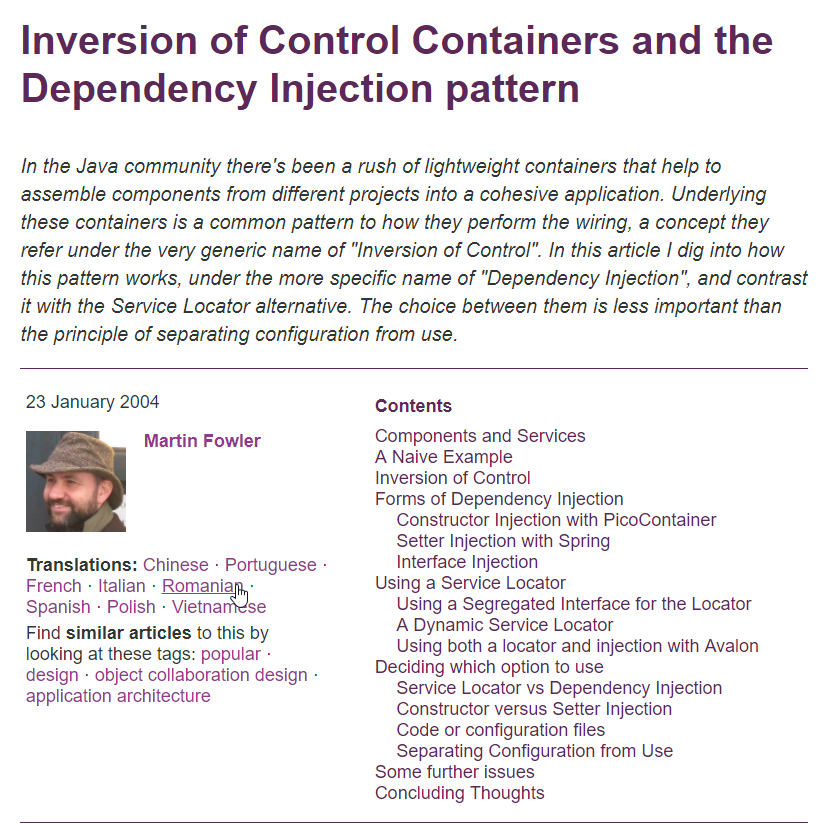 Inversion of Control Containers and the
Dependency Injection pattern
In the Java community there's been a rush of lightweight containers that help to
assemble components from different projects into a cohesive application. Underlying
these containers is a common pattern to how they perform the wiring, a concept they
refer under the very generic name of "Inversion of Control". In this article I dig into how
this pattern works, under the more specific name of "Dependency Injection", and contrast
it with the Service Locator alternative. The choice between them is less important than
the principle of separating configuration from use.
23 January 2004
Martin Fowler
Translations: Chinese · Portuguese ·
French · Italian · Romanian ·
Spanish · Polish · Vietnamese
Find similar articles to this by
looking at these tags: popular ·
design · object collaboration design ·
application architecture
Contents
Components and Services
A Naive Example
Inversion of Control
Forms of Dependency Injection
Constructor Injection with PicoContainer
Setter Injection with Spring
Interface Injection
Using a Service Locator
Using a Segregated Interface for the Locator
A Dynamic Service Locator
Using both a locator and injection with Avalon
Deciding which option to use
Service Locator vs Dependency Injection
Constructor versus Setter Injection
Code or configuration files
Separating Configuration from Use
Some further issues
Concluding Thoughts